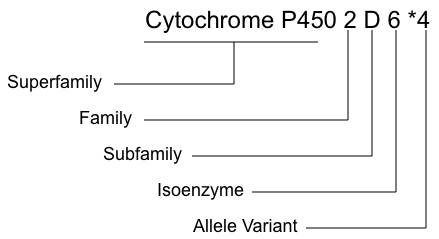 Cytochrome P450 2 D 6 *4
Superfamily
Family
Subfamily
Isoenzyme
Allele Variant